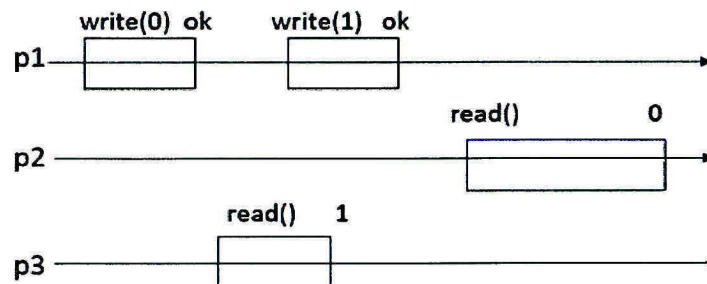 write(0) ok write(1) ok
p1
read() 0
p2
read() 1
p3